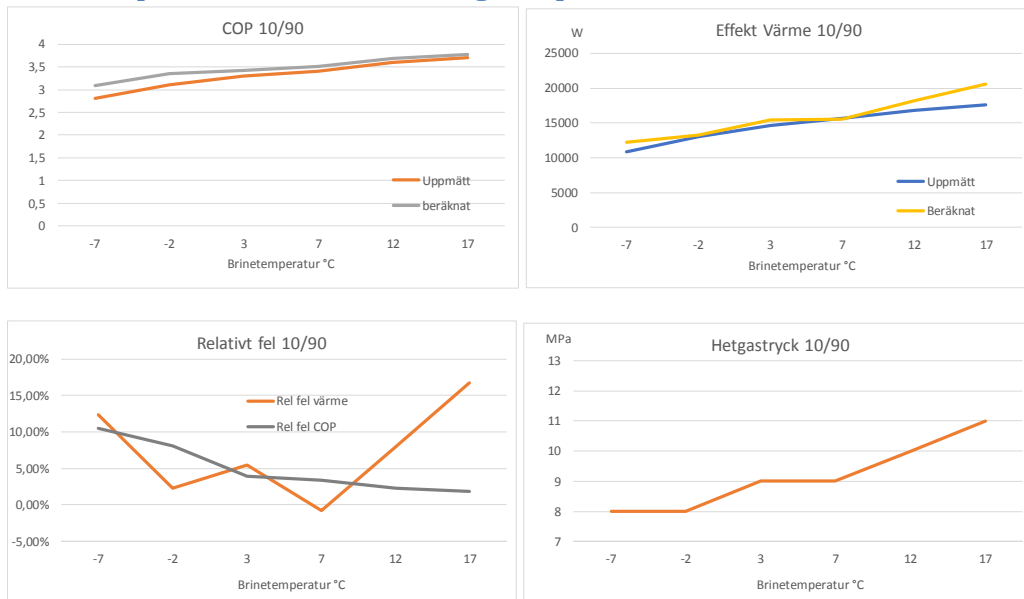 COP 10/90
4
3,5
3
2,5
2
1,5
1
0,5
0
Uppmätt
beräknat
-7 -2 3 7 12 17
Brinetemperatur °C
Effekt Värme 10/90
W
25000
20000
15000
10000
5000
0
Uppmätt
Beräknat
-7 -2 3 7 12 17
Brinetemperatur °C
Relativt fel 10/90
20,00%
15,00%
10,00%
5,00%
0,00%
-5,00%
Rel fel värme
Rel fel COP
-7 -2 3 7 12 17
Brinetemperatur °C
Hetgastryck 10/90
MPa
13
12
11
10
9
8
7
-7 -2 3 7 12 17
Brinetemperatur °C